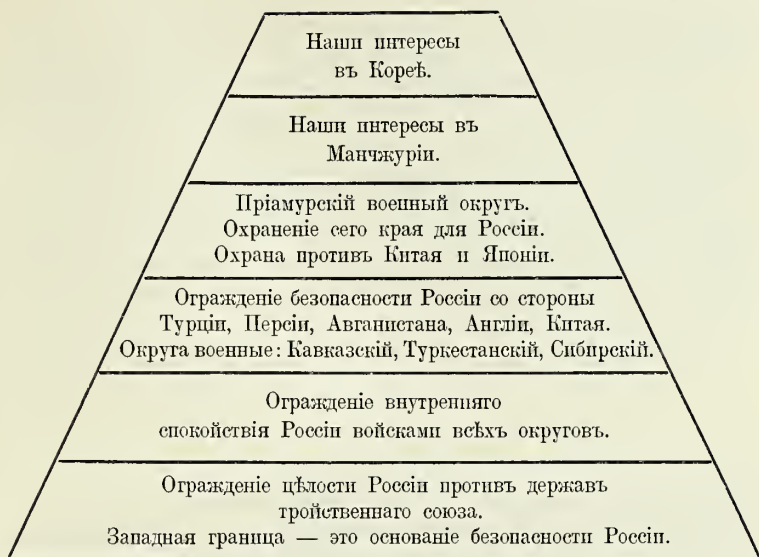 Наши интересы
въ Кореѣ.
Наши интересы въ
Манчжуріи.
Пріамурскій военный округъ.
Охраненіе сего края для Россіи.
Охрана противъ Китая и Японіи.
Огражденіе безопасности Россіи со стороны
Турціи, Персіи, Авганистана, Англіи, Китая.
Округа военные: Кавказскій, Туркестанскій, Сибирскій.
Огражденіе внутренняго
спокойствія Россіи войсками всѣхъ округовъ.
Огражденіе цѣлости Россіи противъ державъ
тройственнаго союза.
Западная граница — это основаніе безопасности Россіи.